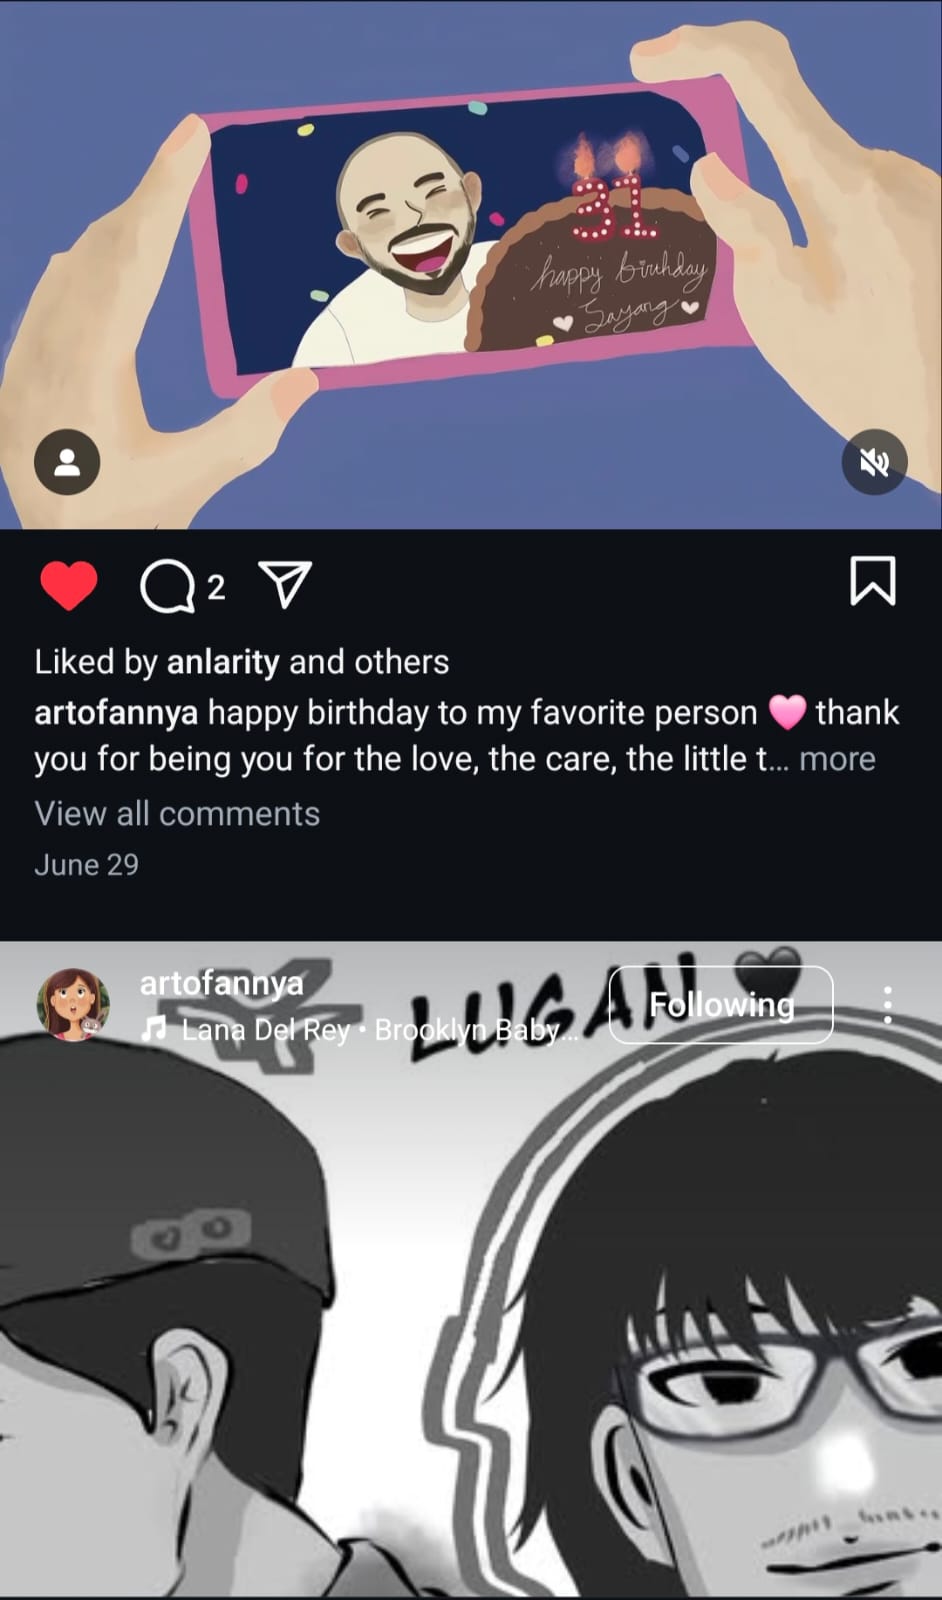 31
happy birthday
Sayang
2
Liked by anlarity and others
artofannya happy birthday to my favorite person 🩷 thank
you for being you for the love, the care, the little t... more
View all comments
June 29
LUGAN
artofannya
Following
Lana Del Rey • Brooklyn Baby...